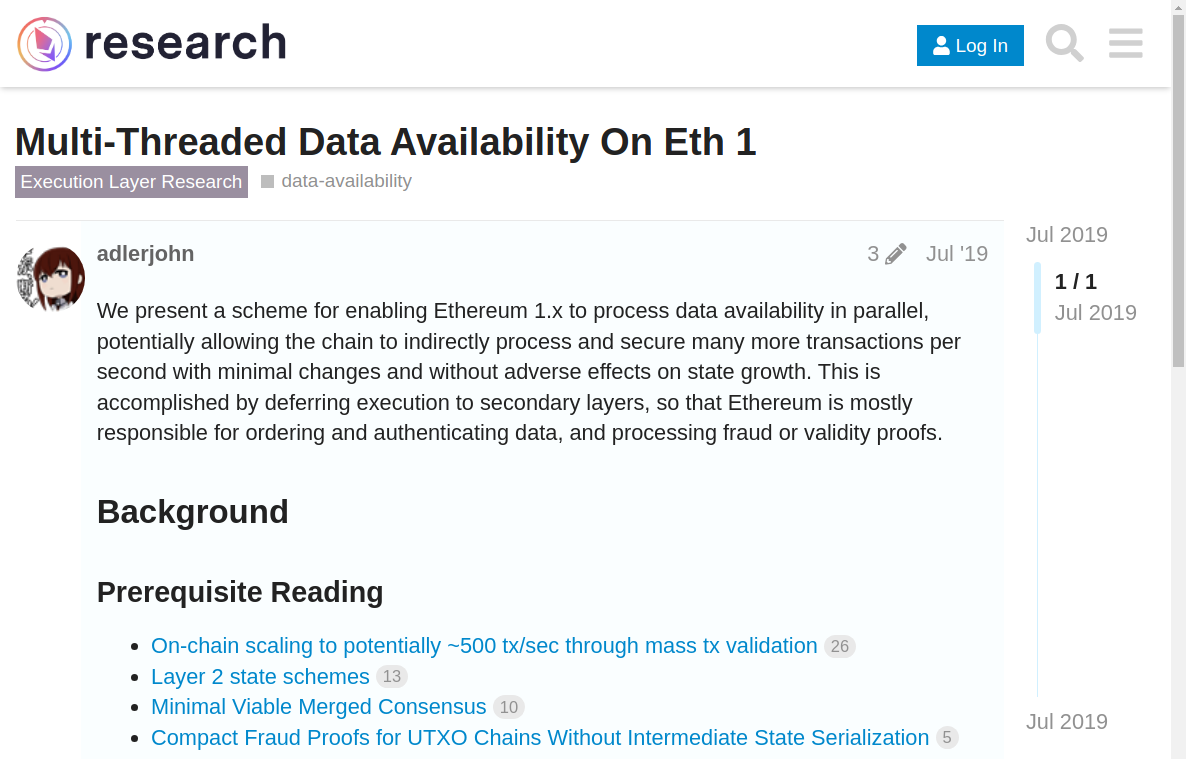 research
Log In
Multi-Threaded Data Availability On Eth 1
Execution Layer Research data-availability
adlerjohn
3 Jul '19
We present a scheme for enabling Ethereum 1.x to process data availability in parallel,
potentially allowing the chain to indirectly process and secure many more transactions per
second with minimal changes and without adverse effects on state growth. This is
accomplished by deferring execution to secondary layers, so that Ethereum is mostly
responsible for ordering and authenticating data, and processing fraud or validity proofs.
Background
Prerequisite Reading
On-chain scaling to potentially ~500 tx/sec through mass tx validation 26
Layer 2 state schemes 13
Minimal Viable Merged Consensus 10
Compact Fraud Proofs for UTXO Chains Without Intermediate State Serialization 5
Jul 2019
1 / 1
Jul 2019
Jul 2019